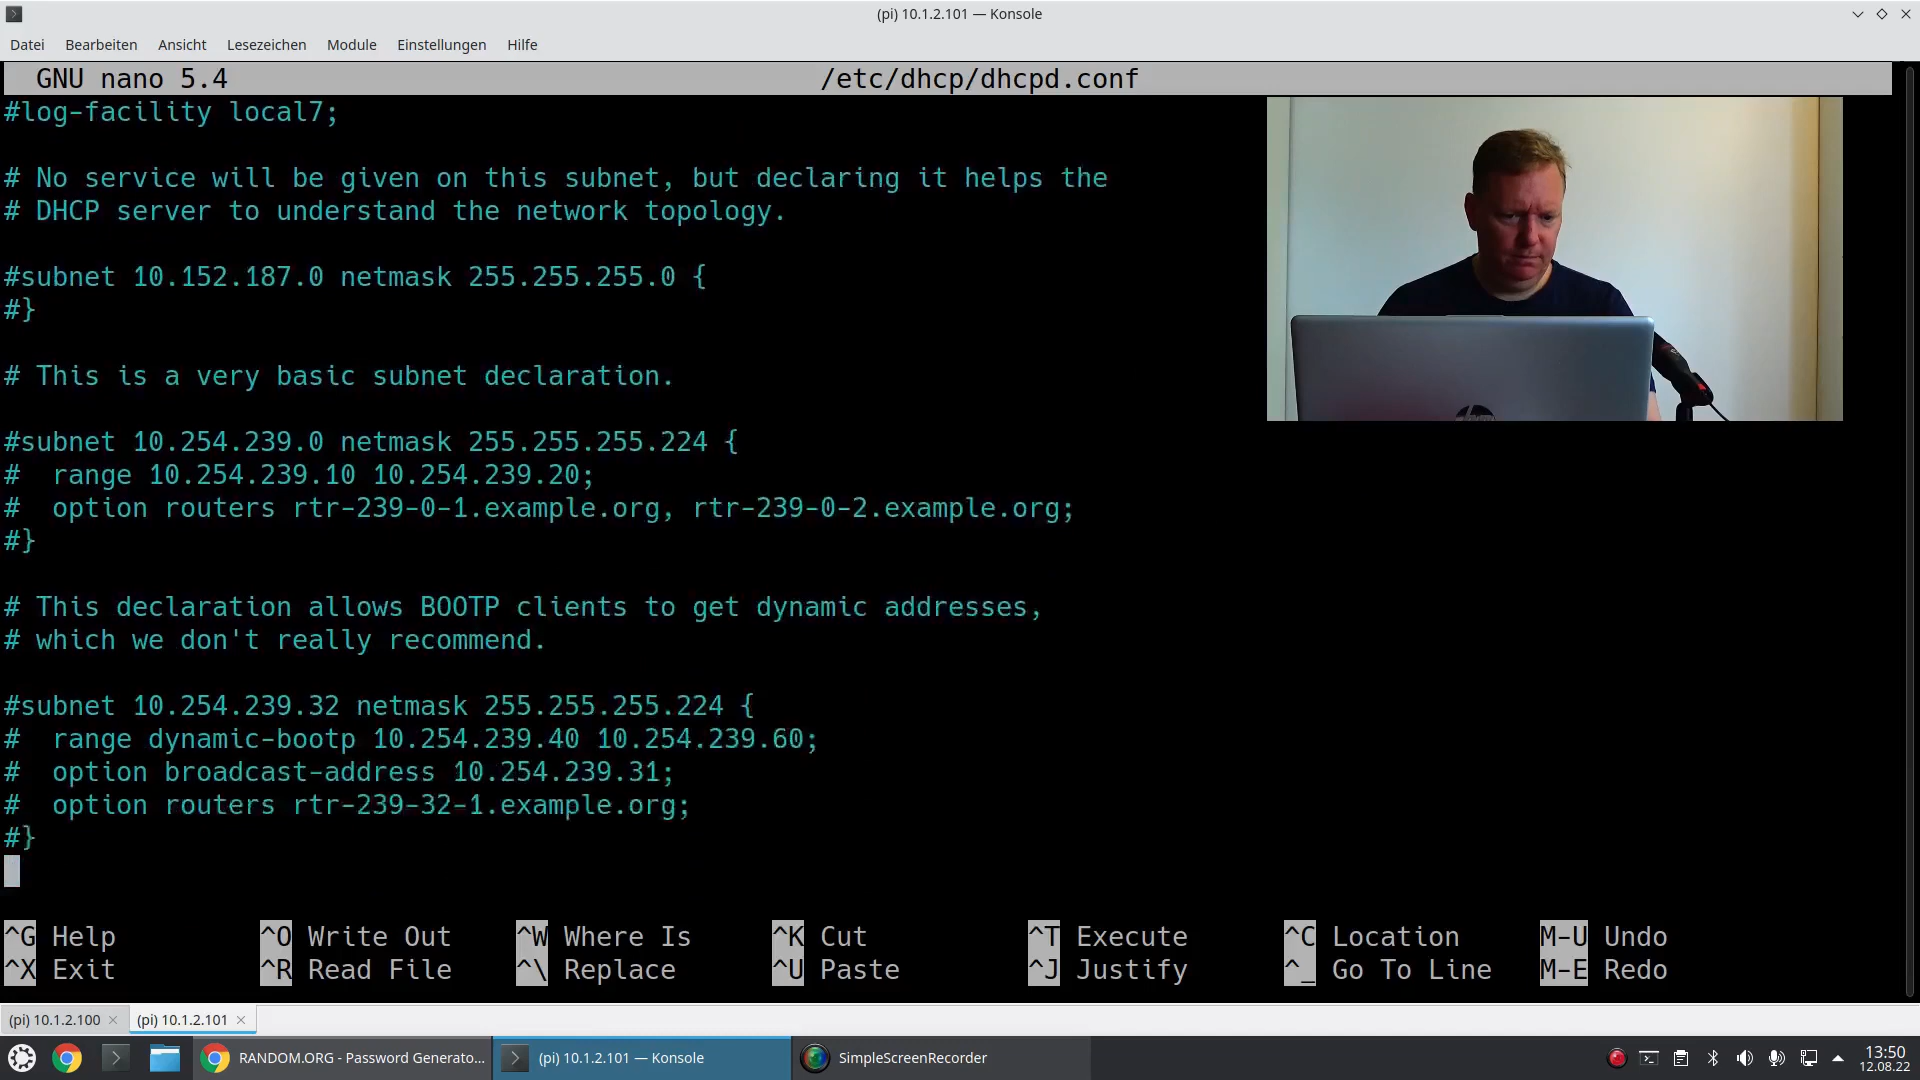 (pi) 10.1.2.101 — Konsole
Datei Bearbeiten Ansicht Lesezeichen Module Einstellungen Hilfe
GNU nano 5.4 /etc/dhcp/dhcpd.conf
#log-facility local7;
# No service will be given on this subnet, but declaring it helps the
# DHCP server to understand the network topology.
#subnet 10.152.187.0 netmask 255.255.255.0 {
#}
# This is a very basic subnet declaration.
#subnet 10.254.239.0 netmask 255.255.255.224 {
#  range 10.254.239.10 10.254.239.20;
#  option routers rtr-239-0-1.example.org, rtr-239-0-2.example.org;
#}
# This declaration allows BOOTP clients to get dynamic addresses,
# which we don't really recommend.
#subnet 10.254.239.32 netmask 255.255.255.224 {
#  range dynamic-bootp 10.254.239.40 10.254.239.60;
#  option broadcast-address 10.254.239.31;
#  option routers rtr-239-32-1.example.org;
#}
^G Help ^O Write Out ^W Where Is ^K Cut ^T Execute ^C Location M-U Undo
^X Exit ^R Read File ^\ Replace ^U Paste ^J Justify ^_ Go To Line M-E Redo
(pi) 10.1.2.100 (pi) 10.1.2.101
RANDOM.ORG - Password Generato... (pi) 10.1.2.101 — Konsole SimpleScreenRecorder 13:50
12.08.22